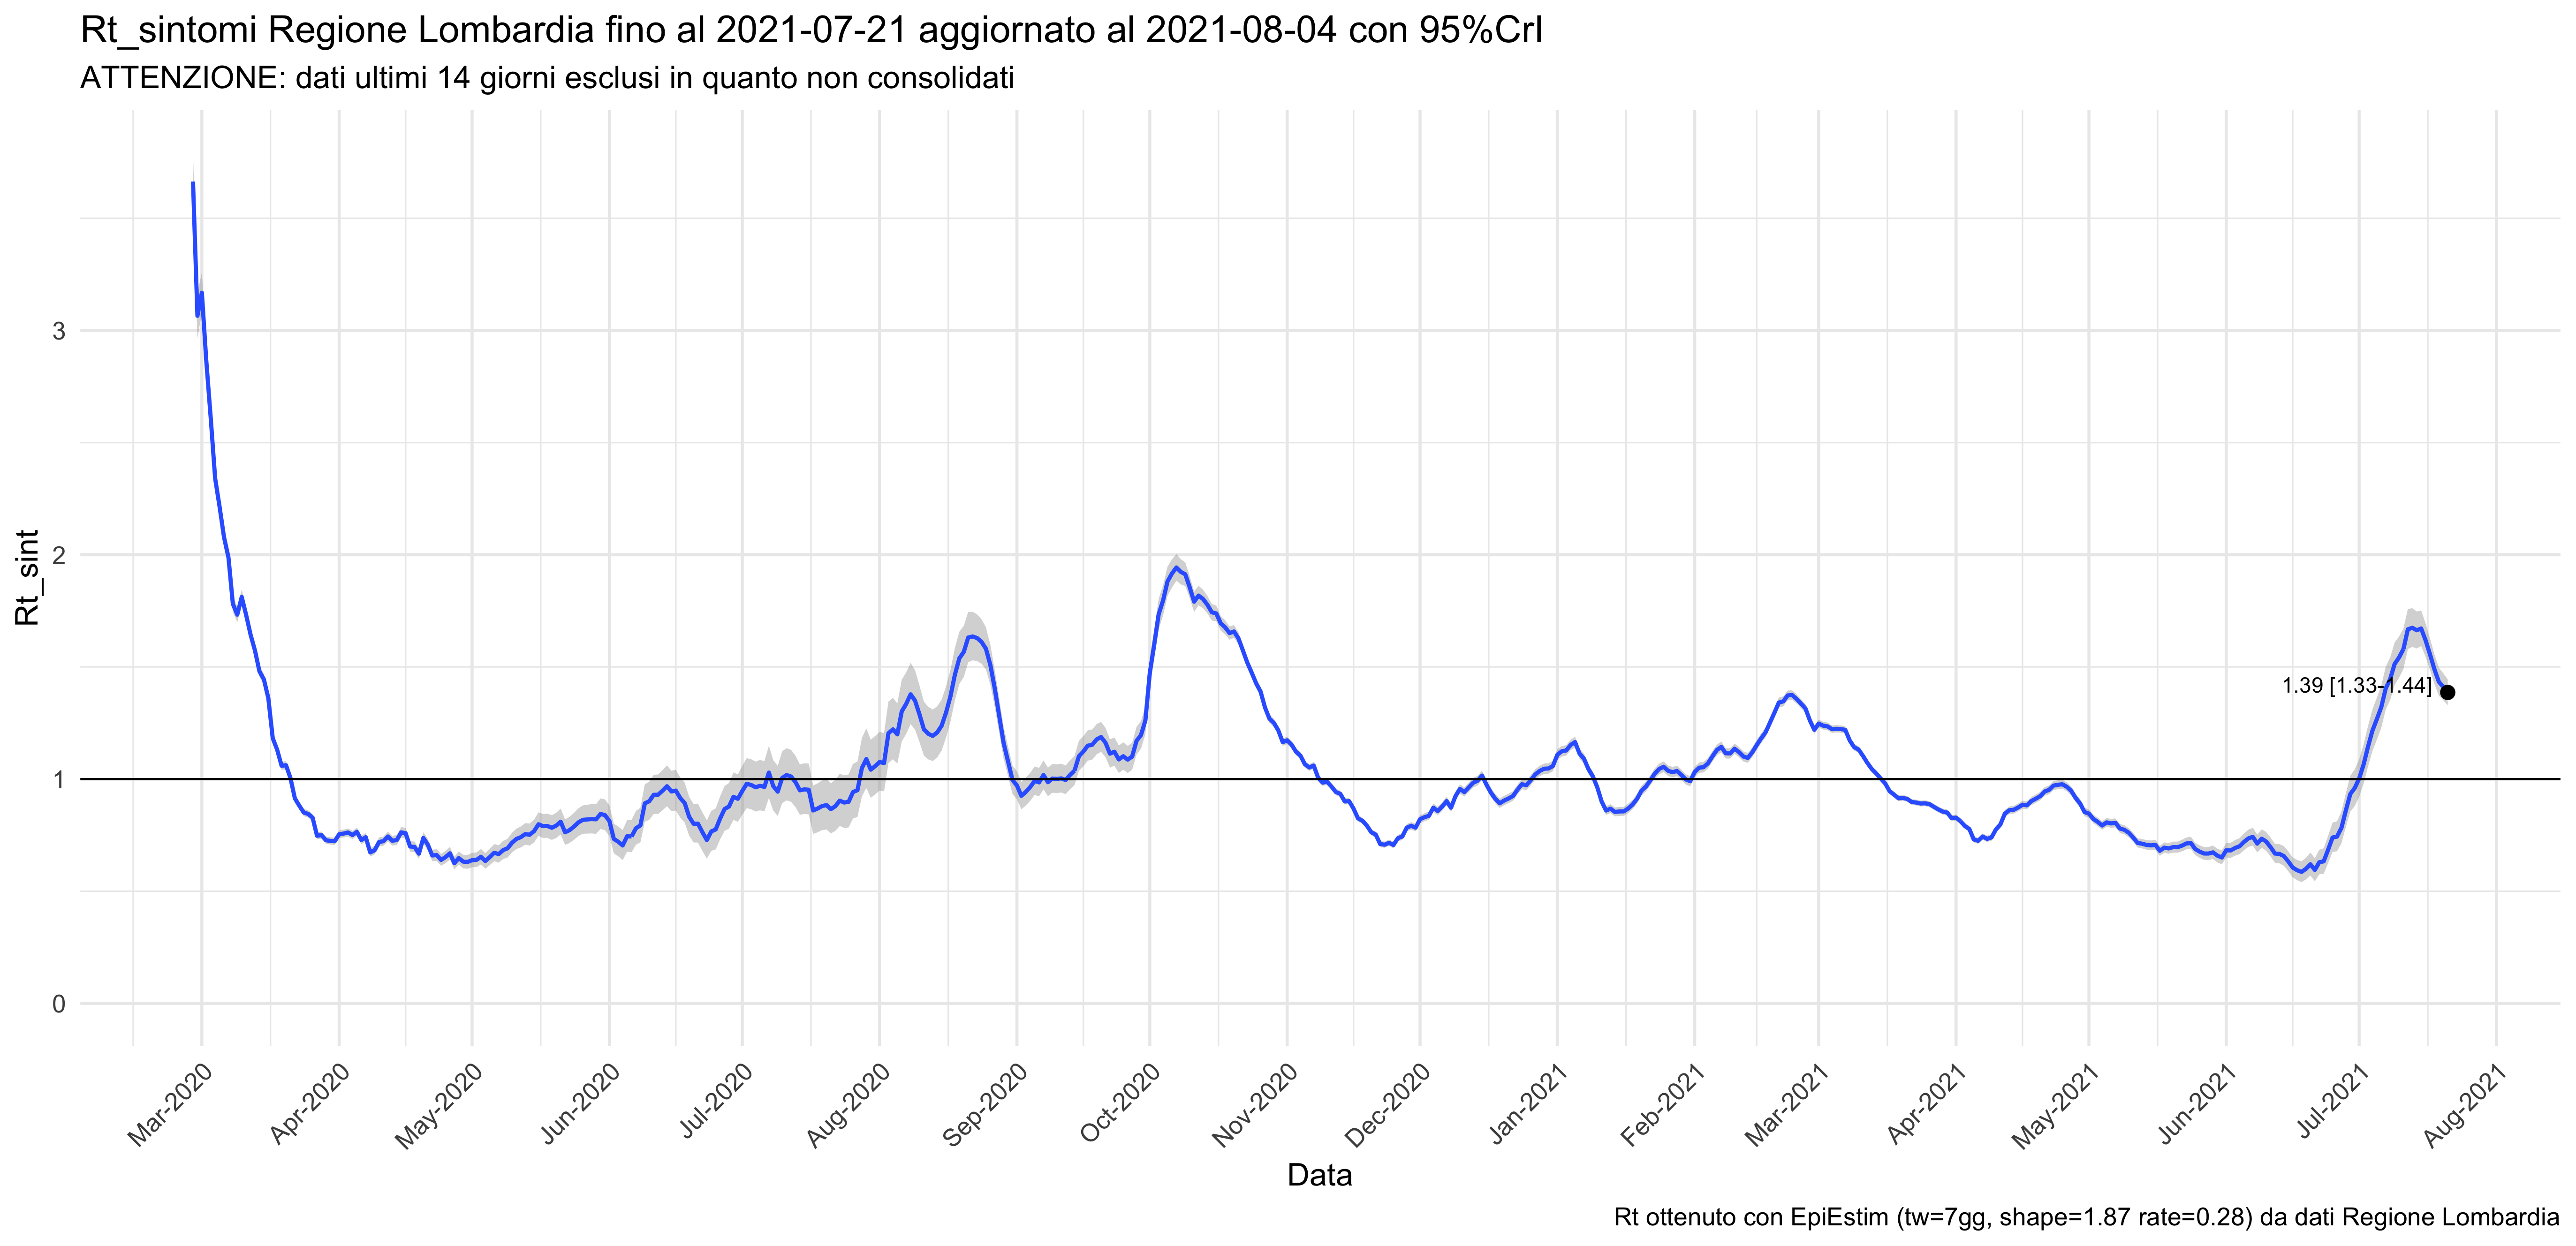 Rt_sintomi Regione Lombardia fino al 2021-07-21 aggiornato al 2021-08-04 con 95%CrI
ATTENZIONE: dati ultimi 14 giorni esclusi in quanto non consolidati
Rt_sint
3
2
1
0
1.39 [1.33-1.44]
Mar-2020
Apr-2020
May-2020
Jun-2020
Jul-2020
Aug-2020
Sep-2020
Oct-2020
Nov-2020
Dec-2020
Jan-2021
Feb-2021
Mar-2021
Apr-2021
May-2021
Jun-2021
Jul-2021
Aug-2021
Data
Rt ottenuto con EpiEstim (tw=7gg, shape=1.87 rate=0.28) da dati Regione Lombardia